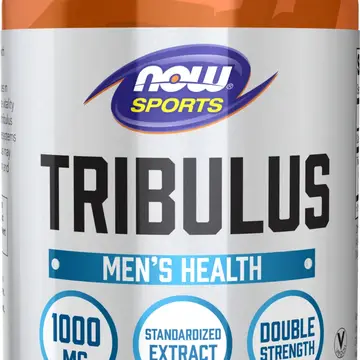 now
SPORTS
TRIBULUS
MEN'S HEALTH
1000
MG
STANDARDIZED
EXTRACT
DOUBLE
STRENGTH